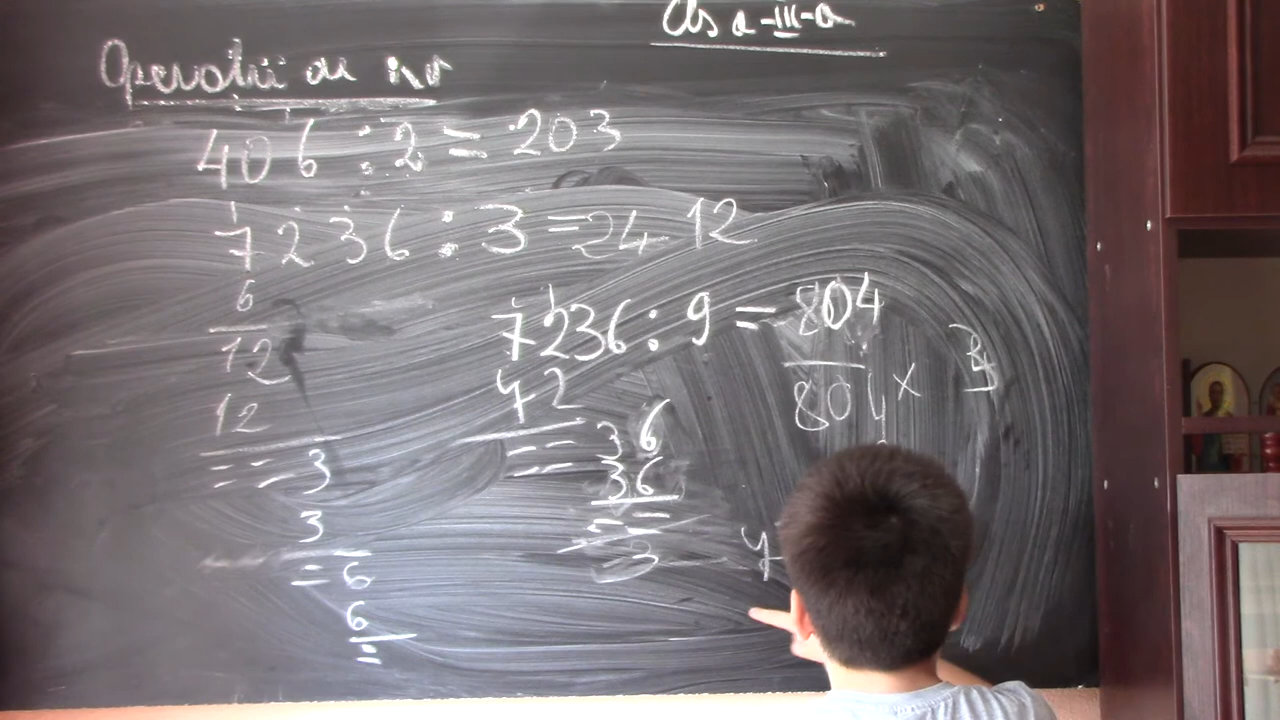 cls a-III-a
Operatii cu nr
406 : 2 = 203
7236 : 3 = 2412
6
12
12
== 3
3
= 6
6
=
7236 : 9 = 804
72
== 36
36
==
3
804 x
y